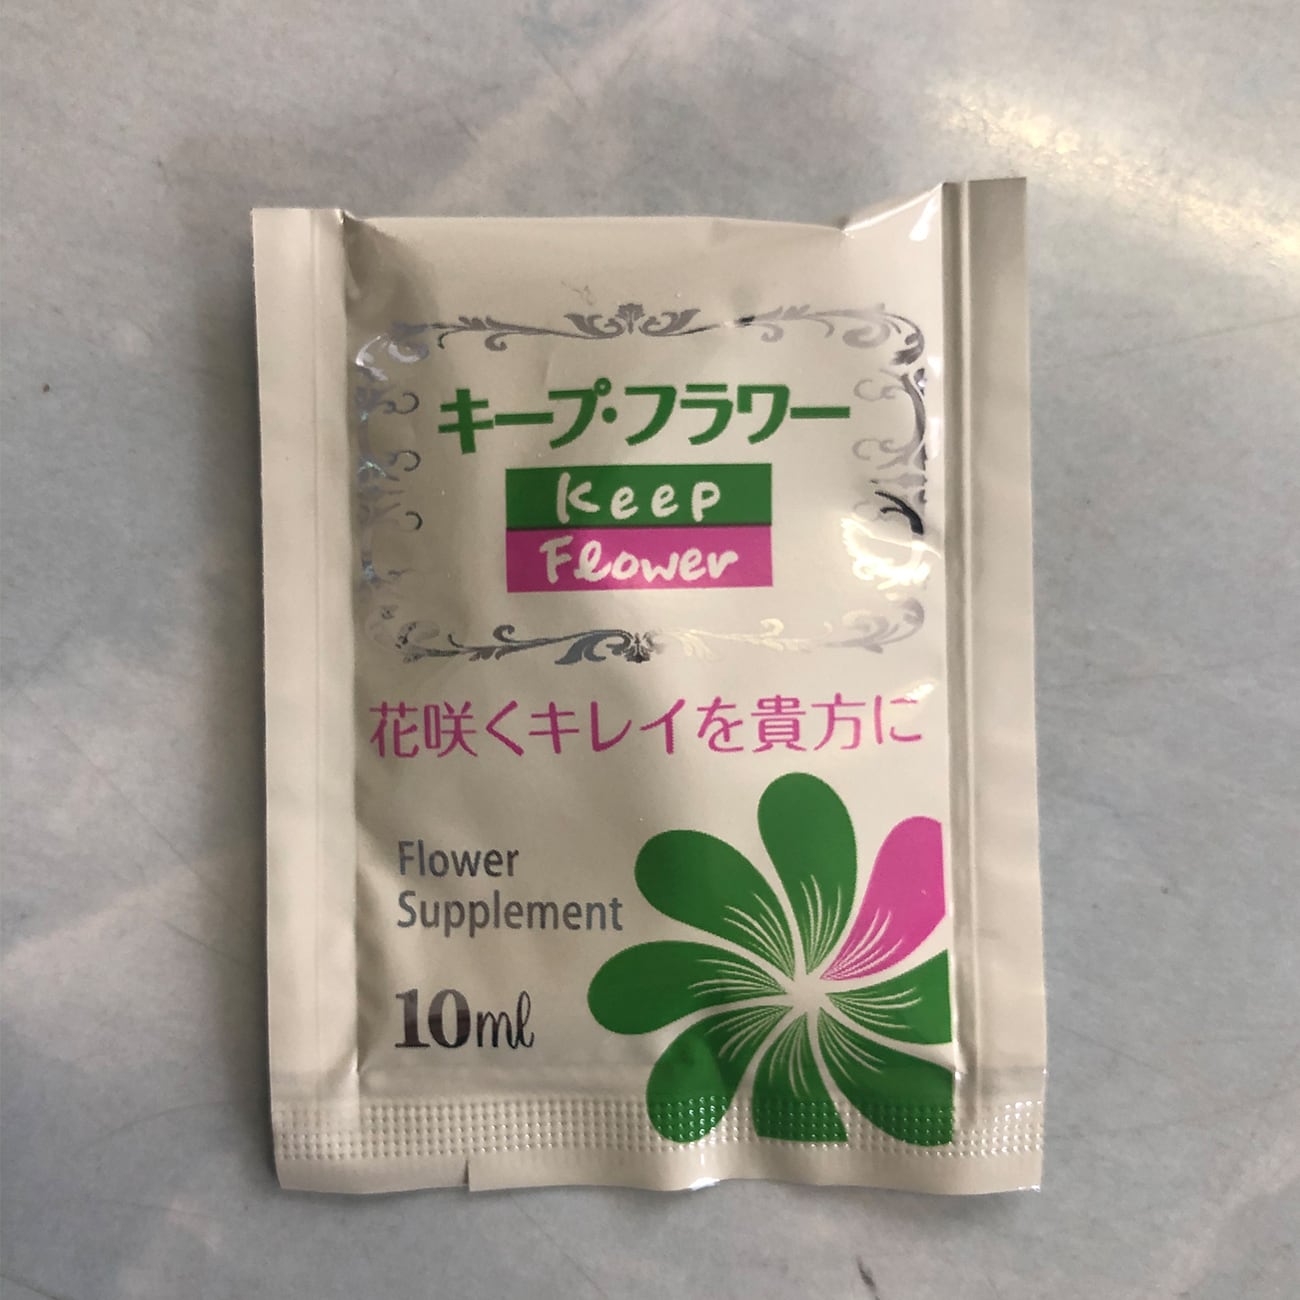 キープ・フラワー
Keep
Flower
花咲くキレイを貴方に
Flower
Supplement
10ml